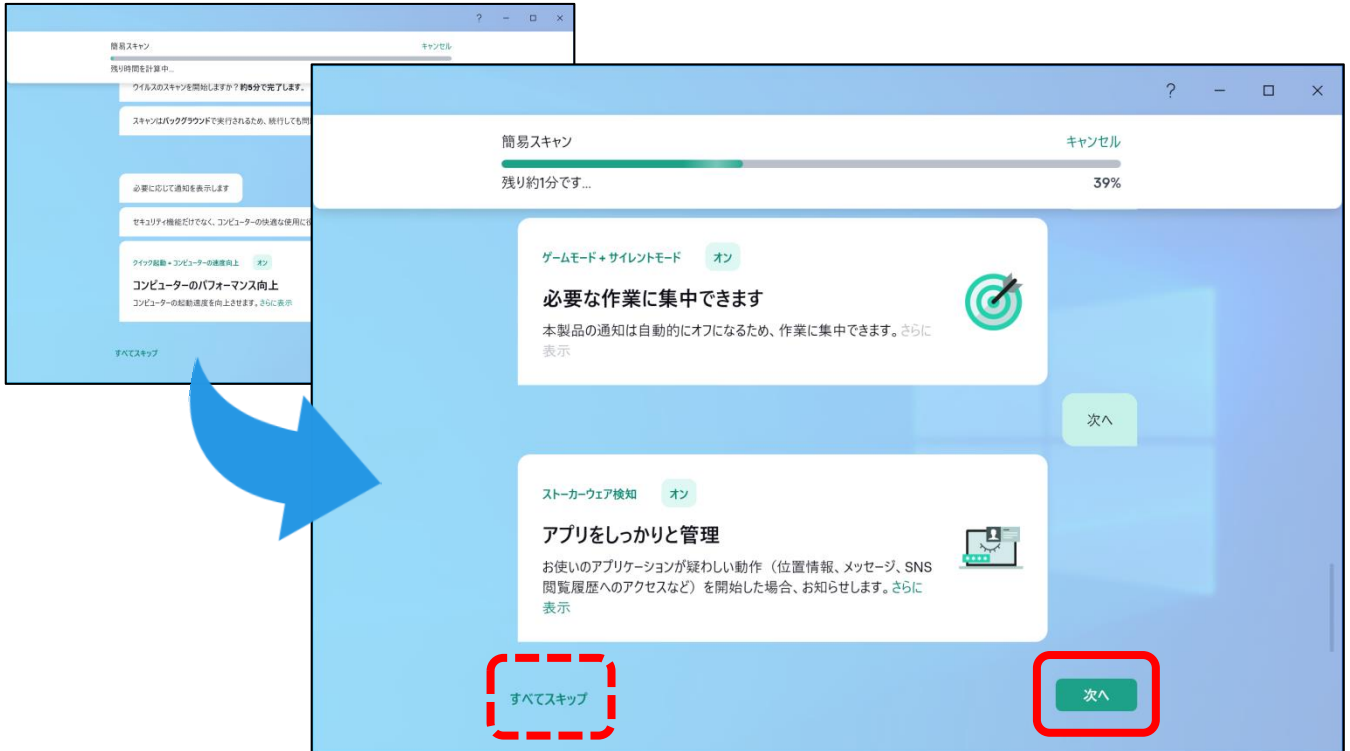 簡易スキャン
キャンセル
残り時間を計算中...
ウイルスのスキャンを開始しますか？約5分で完了します。
スキャンはバックグラウンドで実行されるため、続行しても問
必要に応じて通知を表示します
セキュリティ機能だけでなく、コンピューターの快適な使用に役
クイック起動 + コンピューターの速度向上
オン
コンピューターのパフォーマンス向上
コンピューターの起動速度を向上させます。さらに表示
すべてスキップ
?
簡易スキャン
キャンセル
残り約1分です...
39%
ゲームモード + サイレントモード
オン
必要な作業に集中できます
本製品の通知は自動的にオフになるため、作業に集中できます。さらに
表示
次へ
ストーカーウェア検知
オン
アプリをしっかりと管理
お使いのアプリケーションが疑わしい動作（位置情報、メッセージ、SNS
閲覧履歴へのアクセスなど）を開始した場合、お知らせします。さらに
表示
すべてスキップ
次へ